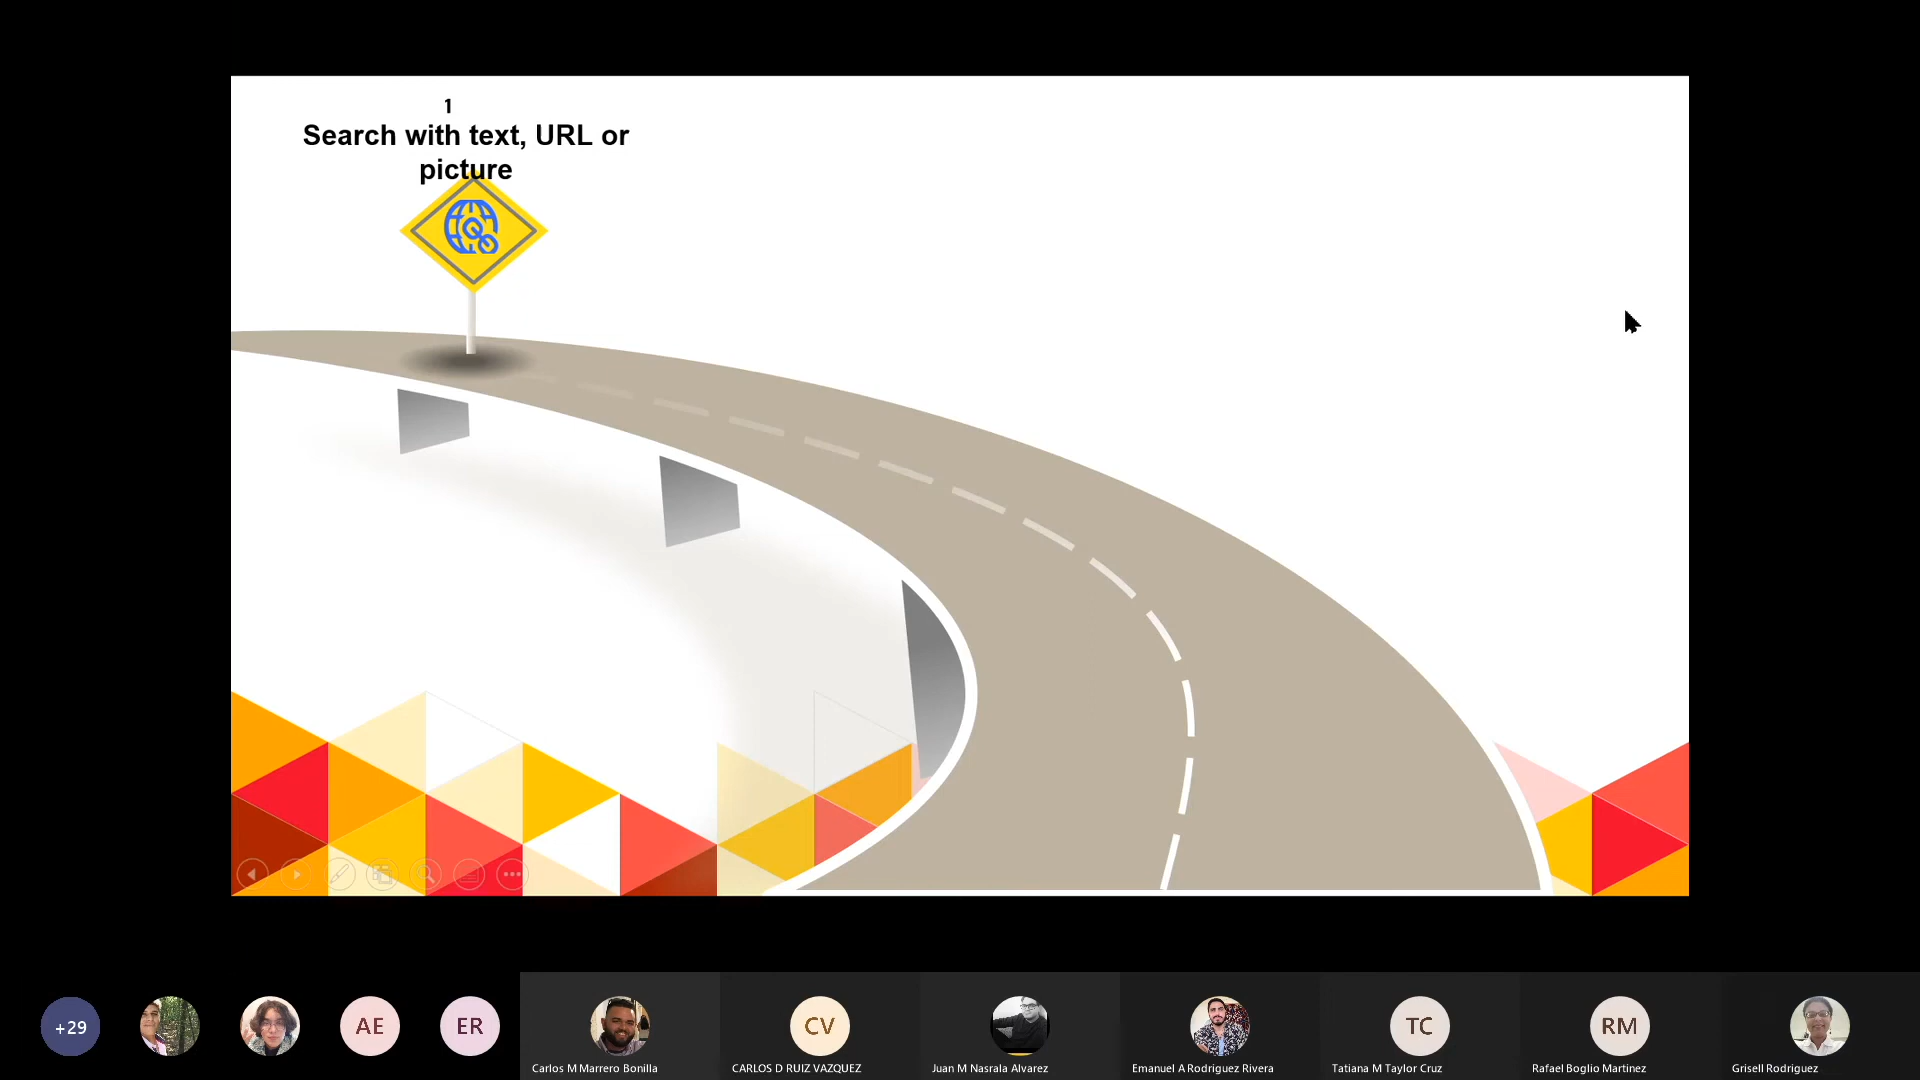 1
Search with text, URL or
picture
+29
AE
ER
CV
TC
RM
Carlos M Marrero Bonilla
CARLOS D RUIZ VAZQUEZ
Juan M Nasrala Alvarez
Emanuel A Rodriguez Rivera
Tatiana M Taylor Cruz
Rafael Boglio Martinez
Grisell Rodriguez